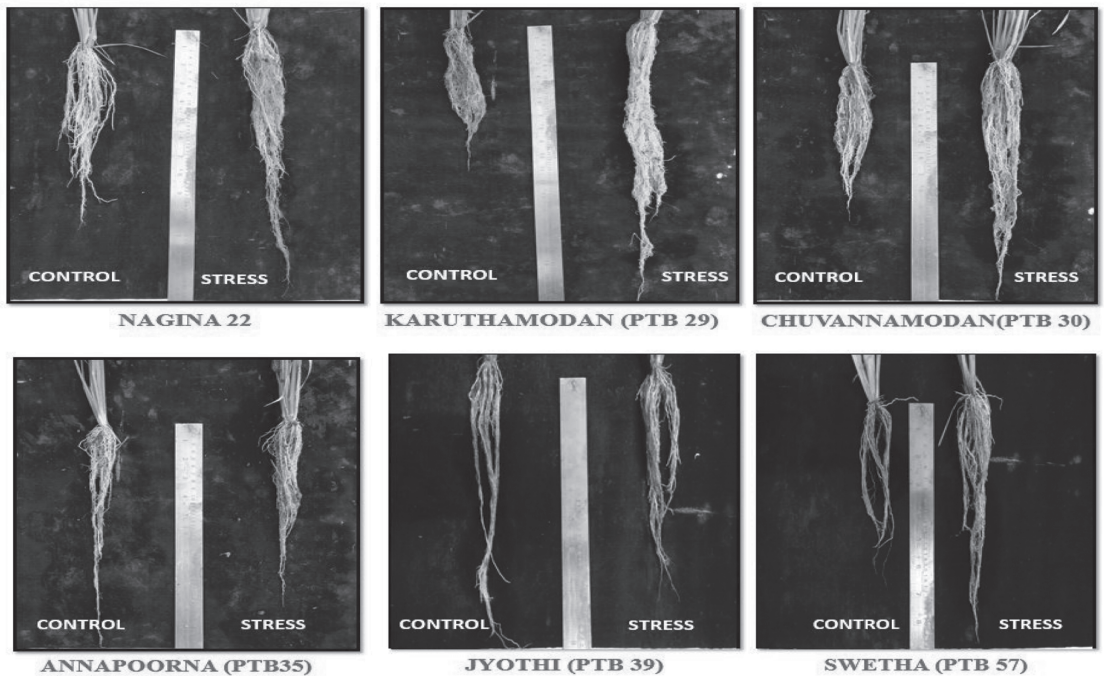 CONTROL STRESS
NAGINA 22
CONTROL STRESS
KARUTHAMODAN (PTB 29)
CONTROL STRESS
CHUVANNAMODAN(PTB 30)
CONTROL STRESS
ANNAPOORNA (PTB35)
CONTROL STRESS
JYOTHI (PTB 39)
CONTROL STRESS
SWETHA (PTB 57)